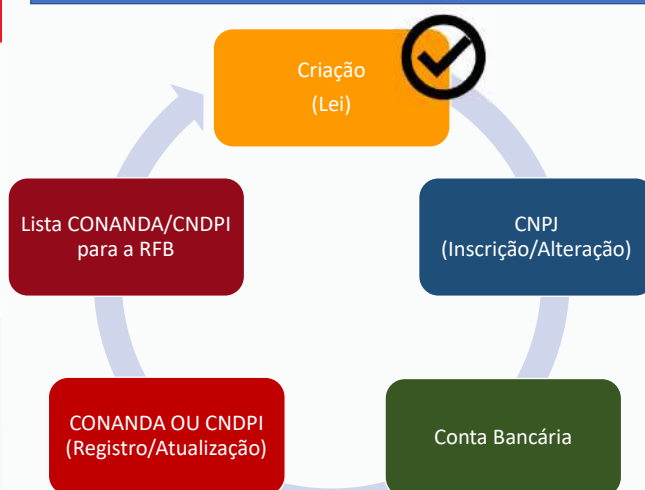 Criação
(Lei)
CNPJ
(Inscrição/Alteração)
Conta Bancária
CONANDA OU CNDPI
(Registro/Atualização)
Lista CONANDA/CNDPI
para a RFB